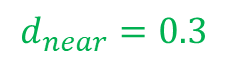 d_near = 0.3